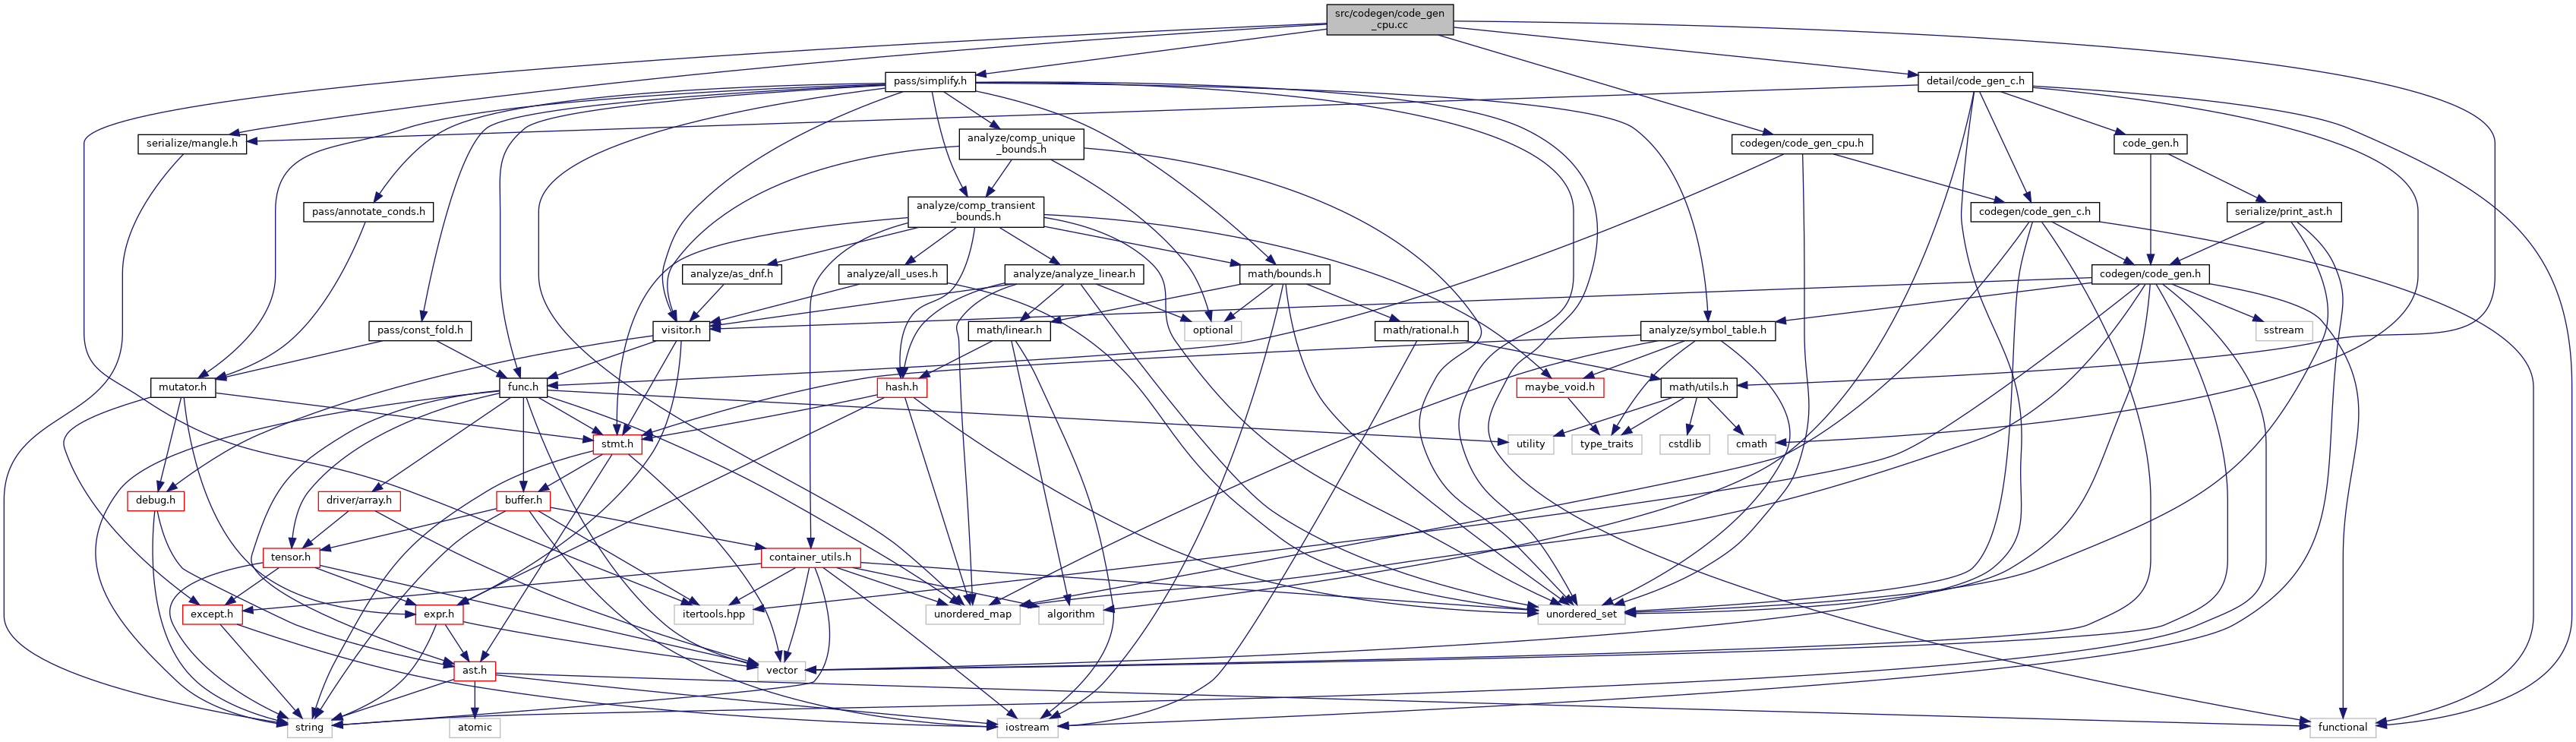 src/codegen/code_gen
_cpu.cc
pass/simplify.h
detail/code_gen_c.h
serialize/mangle.h
analyze/comp_unique
_bounds.h
codegen/code_gen_cpu.h
code_gen.h
pass/annotate_conds.h
analyze/comp_transient
_bounds.h
codegen/code_gen_c.h
serialize/print_ast.h
analyze/as_dnf.h
analyze/all_uses.h
analyze/analyze_linear.h
math/bounds.h
codegen/code_gen.h
pass/const_fold.h
visitor.h
math/linear.h
optional
math/rational.h
analyze/symbol_table.h
sstream
mutator.h
func.h
hash.h
maybe_void.h
math/utils.h
stmt.h
utility
type_traits
cstdlib
cmath
debug.h
driver/array.h
buffer.h
tensor.h
container_utils.h
except.h
expr.h
itertools.hpp
unordered_map
algorithm
unordered_set
ast.h
vector
string
atomic
iostream
functional